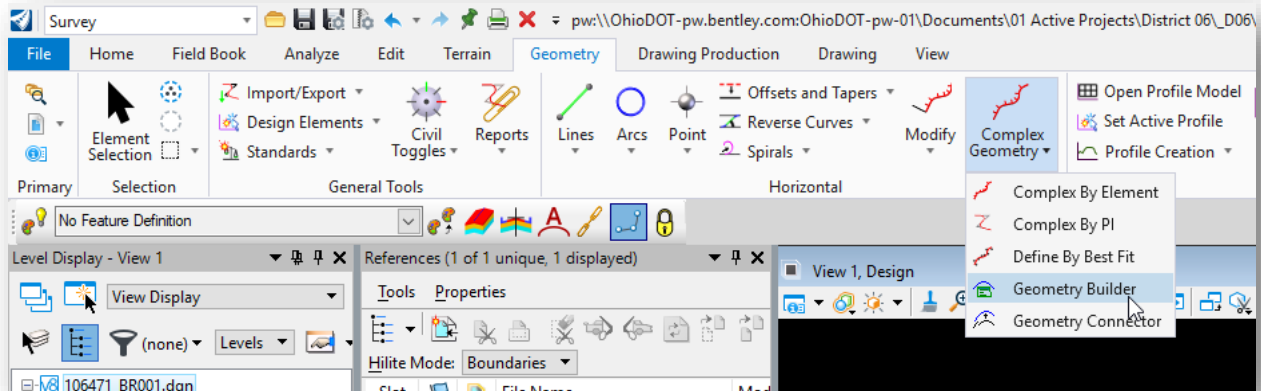 Survey
pw:\\OhioDOT-pw.bentley.com:OhioDOT-pw-01\Documents\01 Active Projects\District 06\_D06\
File Home Field Book Analyze Edit Terrain Geometry Drawing Production Drawing View
Import/Export
Design Elements
Standards
Element
Selection
Civil
Toggles
Reports
Lines
Arcs
Point
Offsets and Tapers
Reverse Curves
Spirals
Modify
Complex
Geometry
Open Profile Model
Set Active Profile
Profile Creation
Primary Selection General Tools Horizontal
Complex By Element
Complex By PI
Define By Best Fit
Geometry Builder
Geometry Connector
No Feature Definition
Level Display - View 1
View Display
(none) Levels
106471_BR001.dgn
References (1 of 1 unique, 1 displayed)
Tools Properties
Hilite Mode: Boundaries
Slot File Name
View 1, Design